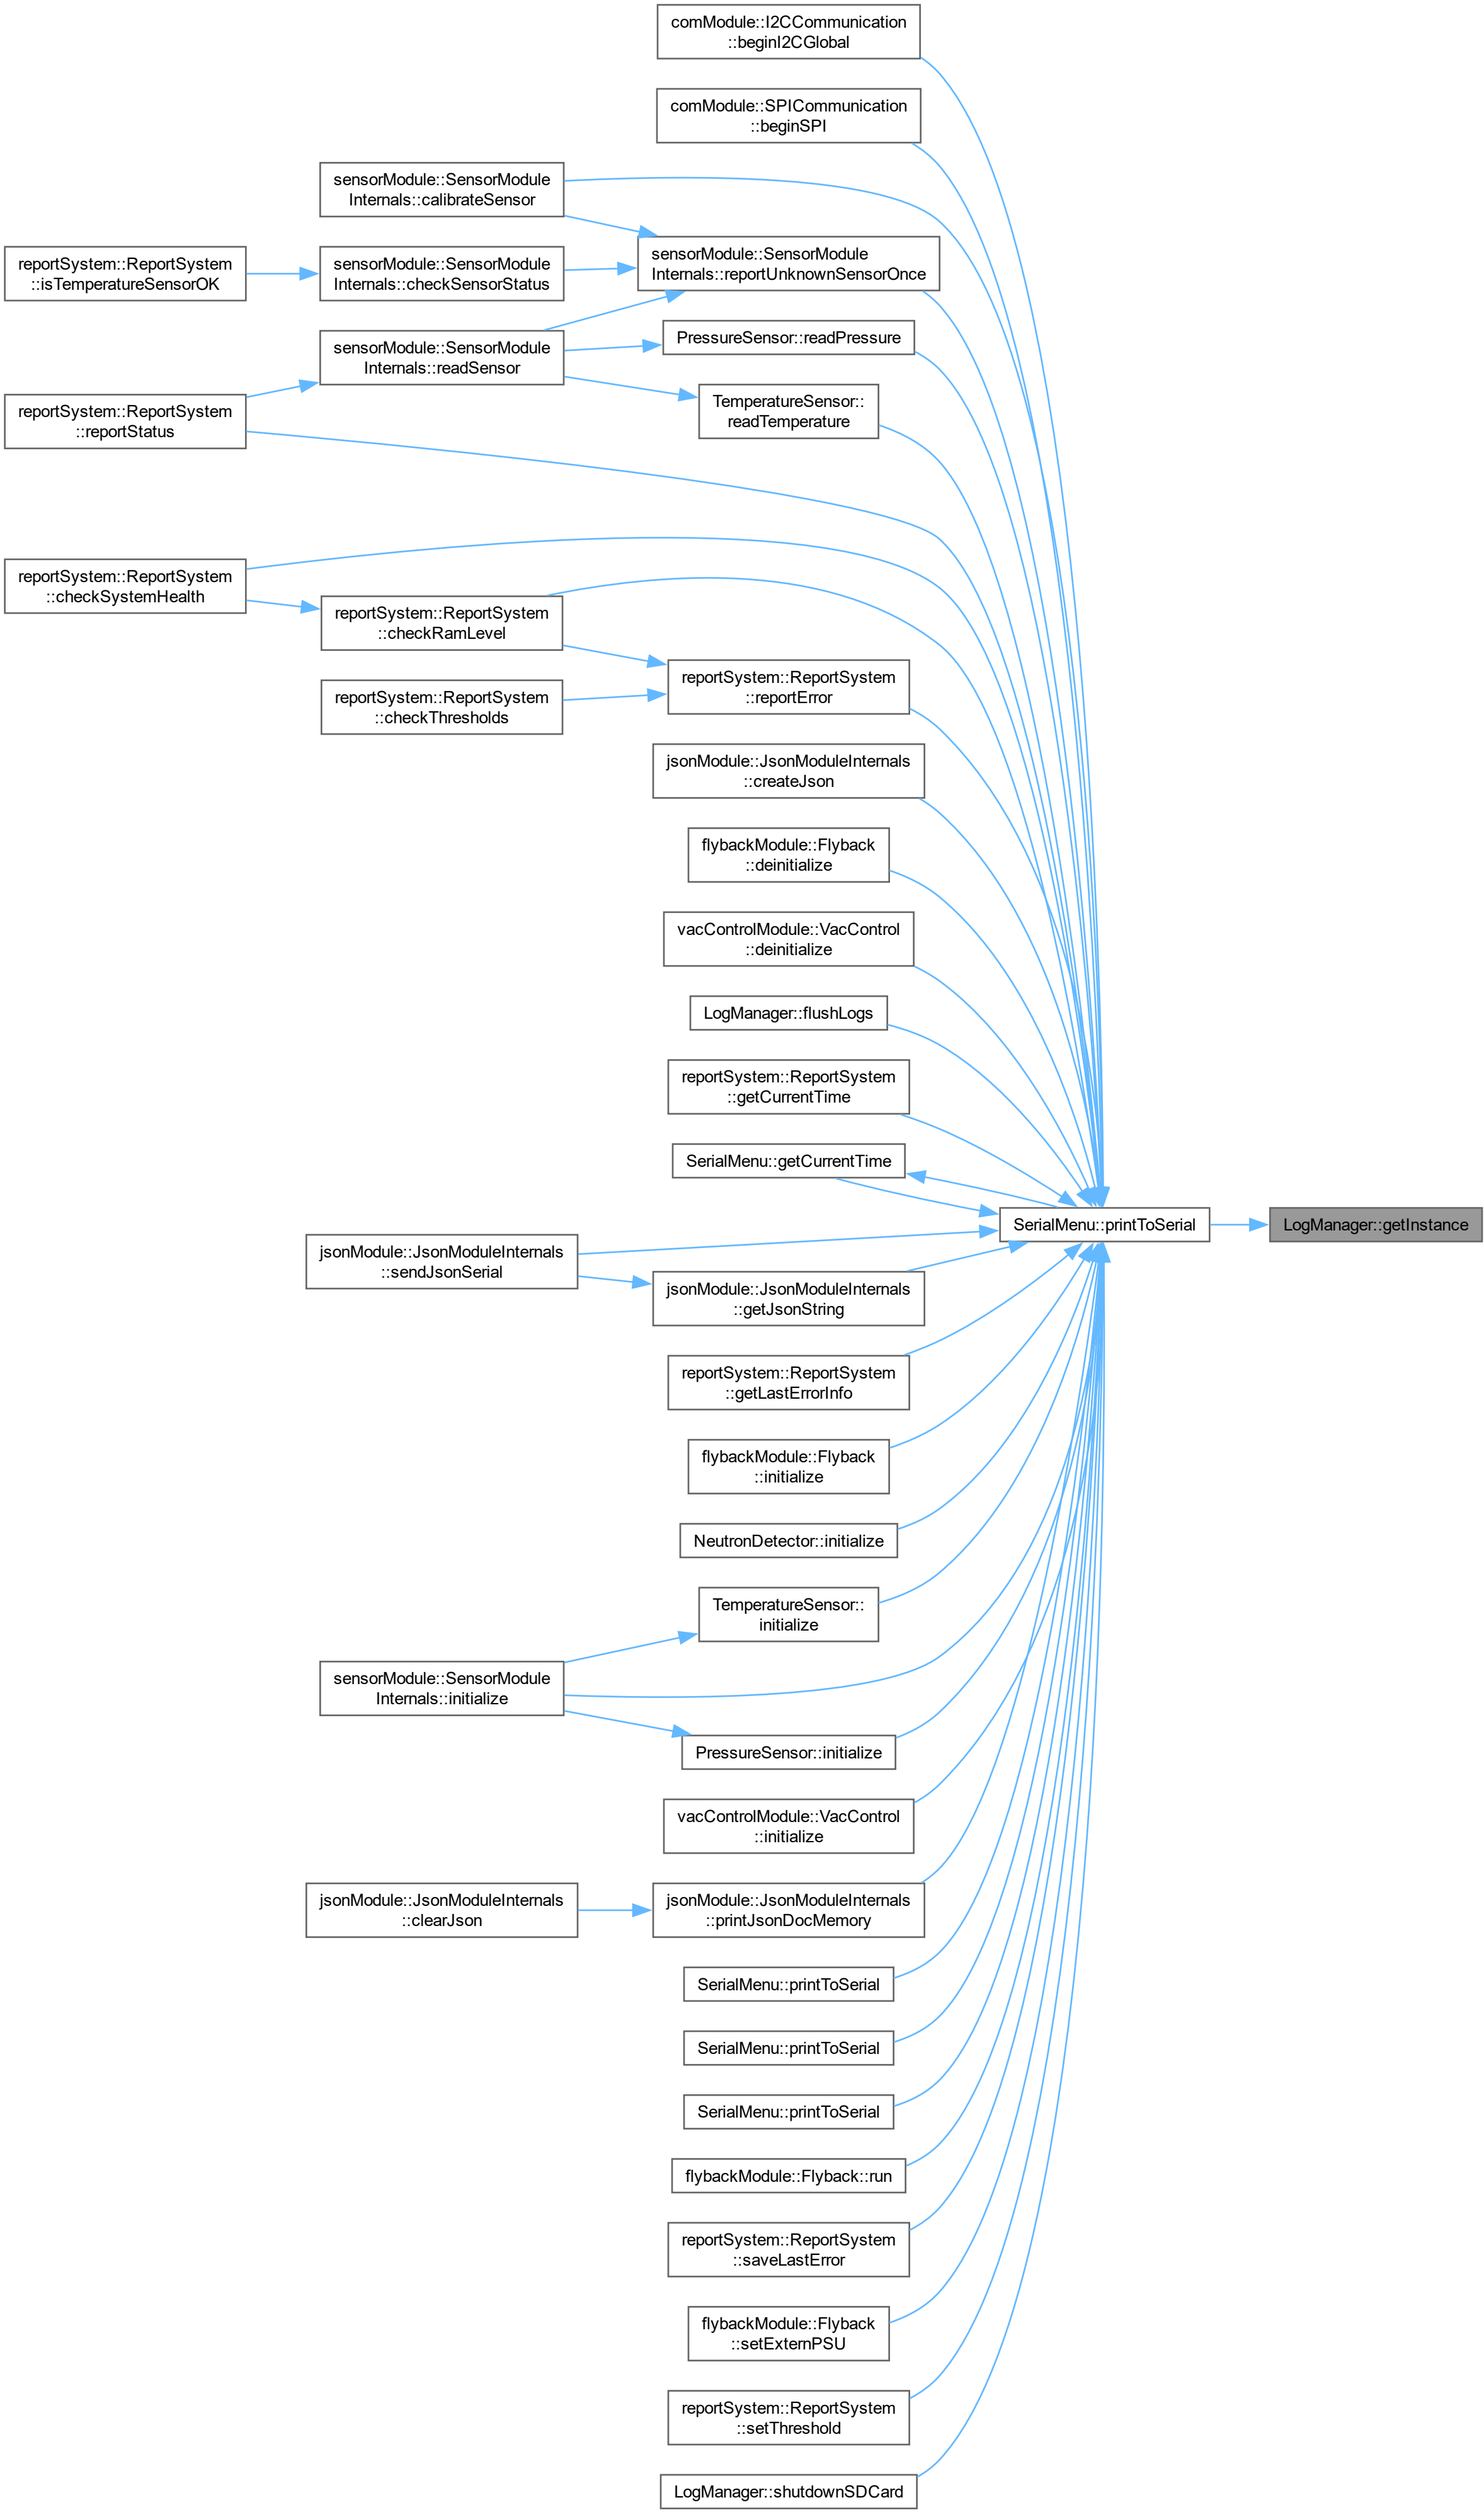 comModule::I2CCommunication
::beginI2CGlobal
comModule::SPICommunication
::beginSPI
sensorModule::SensorModule
Internals::calibrateSensor
sensorModule::SensorModule
Internals::reportUnknownSensorOnce
reportSystem::ReportSystem
::isTemperatureSensorOK
sensorModule::SensorModule
Internals::checkSensorStatus
PressureSensor::readPressure
sensorModule::SensorModule
Internals::readSensor
TemperatureSensor::
readTemperature
reportSystem::ReportSystem
::reportStatus
reportSystem::ReportSystem
::checkSystemHealth
reportSystem::ReportSystem
::checkRamLevel
reportSystem::ReportSystem
::reportError
reportSystem::ReportSystem
::checkThresholds
jsonModule::JsonModuleInternals
::createJson
flybackModule::Flyback
::deinitialize
vacControlModule::VacControl
::deinitialize
LogManager::flushLogs
reportSystem::ReportSystem
::getCurrentTime
SerialMenu::getCurrentTime
SerialMenu::printToSerial
LogManager::getInstance
jsonModule::JsonModuleInternals
::sendJsonSerial
jsonModule::JsonModuleInternals
::getJsonString
reportSystem::ReportSystem
::getLastErrorInfo
flybackModule::Flyback
::initialize
NeutronDetector::initialize
TemperatureSensor::
initialize
sensorModule::SensorModule
Internals::initialize
PressureSensor::initialize
vacControlModule::VacControl
::initialize
jsonModule::JsonModuleInternals
::clearJson
jsonModule::JsonModuleInternals
::printJsonDocMemory
SerialMenu::printToSerial
SerialMenu::printToSerial
SerialMenu::printToSerial
flybackModule::Flyback::run
reportSystem::ReportSystem
::saveLastError
flybackModule::Flyback
::setExternPSU
reportSystem::ReportSystem
::setThreshold
LogManager::shutdownSDCard